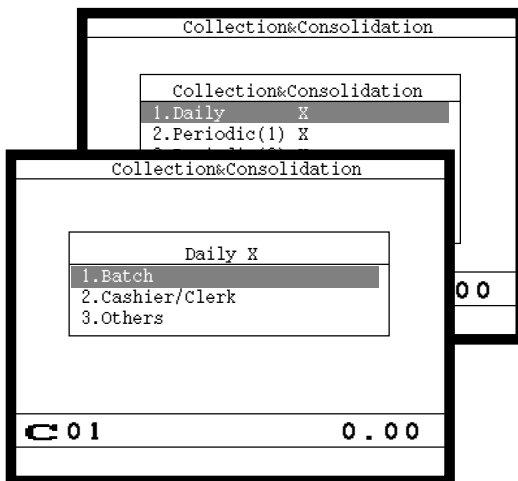 Collection&Consolidation
Collection&Consolidation
1.Daily X
2.Periodic(1) X
00
Collection&Consolidation
Daily X
1.Batch
2.Cashier/Clerk
3.Others
01 0.00